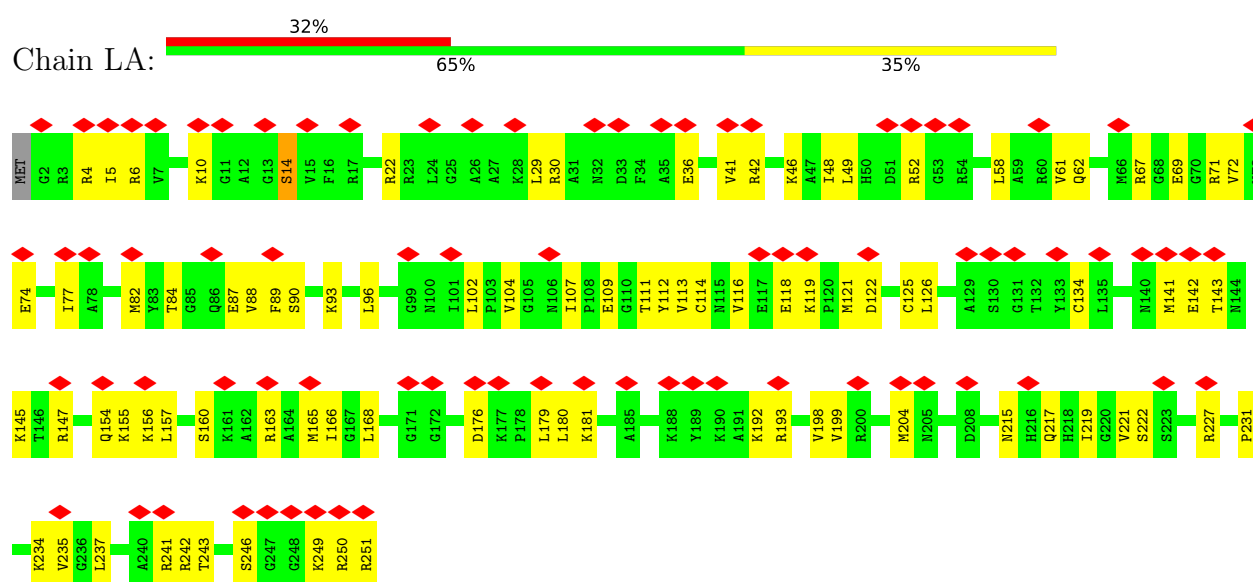 32%
Chain LA:
65% 35%
MET G2 R3 R4 I5 R6 V7 K10 G11 A12 G13 S14 V15 F16 R17 R22 R23 L24 G25 A26 A27 K28 L29 R30 A31 N32 D33 F34 A35 E36 V41 R42 K46 A47 I48 L49 H50 D51 R52 G53 R54 L58 A59 R60 V61 Q62 M66 R67 G68 E69 G70 R71 V72
E74 I77 A78 M82 Y83 T84 G85 Q86 E87 V88 F89 S90 K93 L96 G99 N100 I101 L102 P103 V104 G105 N106 I107 P108 E109 G110 T111 Y112 V113 C114 N115 V116 E117 E118 K119 P120 M121 D122 C125 L126 A129 S130 G131 T132 Y133 C134 L135 N140 M141 E142 T143 N144
K145 T146 R147 Q154 K155 K156 L157 S160 K161 A162 R163 A164 M165 I166 G167 L168 G171 G172 D176 K177 P178 L179 L180 K181 A185 K188 Y189 K190 A191 K192 R193 V198 V199 R200 M204 N205 D208 N215 H216 Q217 H218 I219 G220 V221 S222 S223 R227 P231
K234 V235 G236 L237 A240 R241 R242 T243 S246 G247 G248 K249 R250 R251